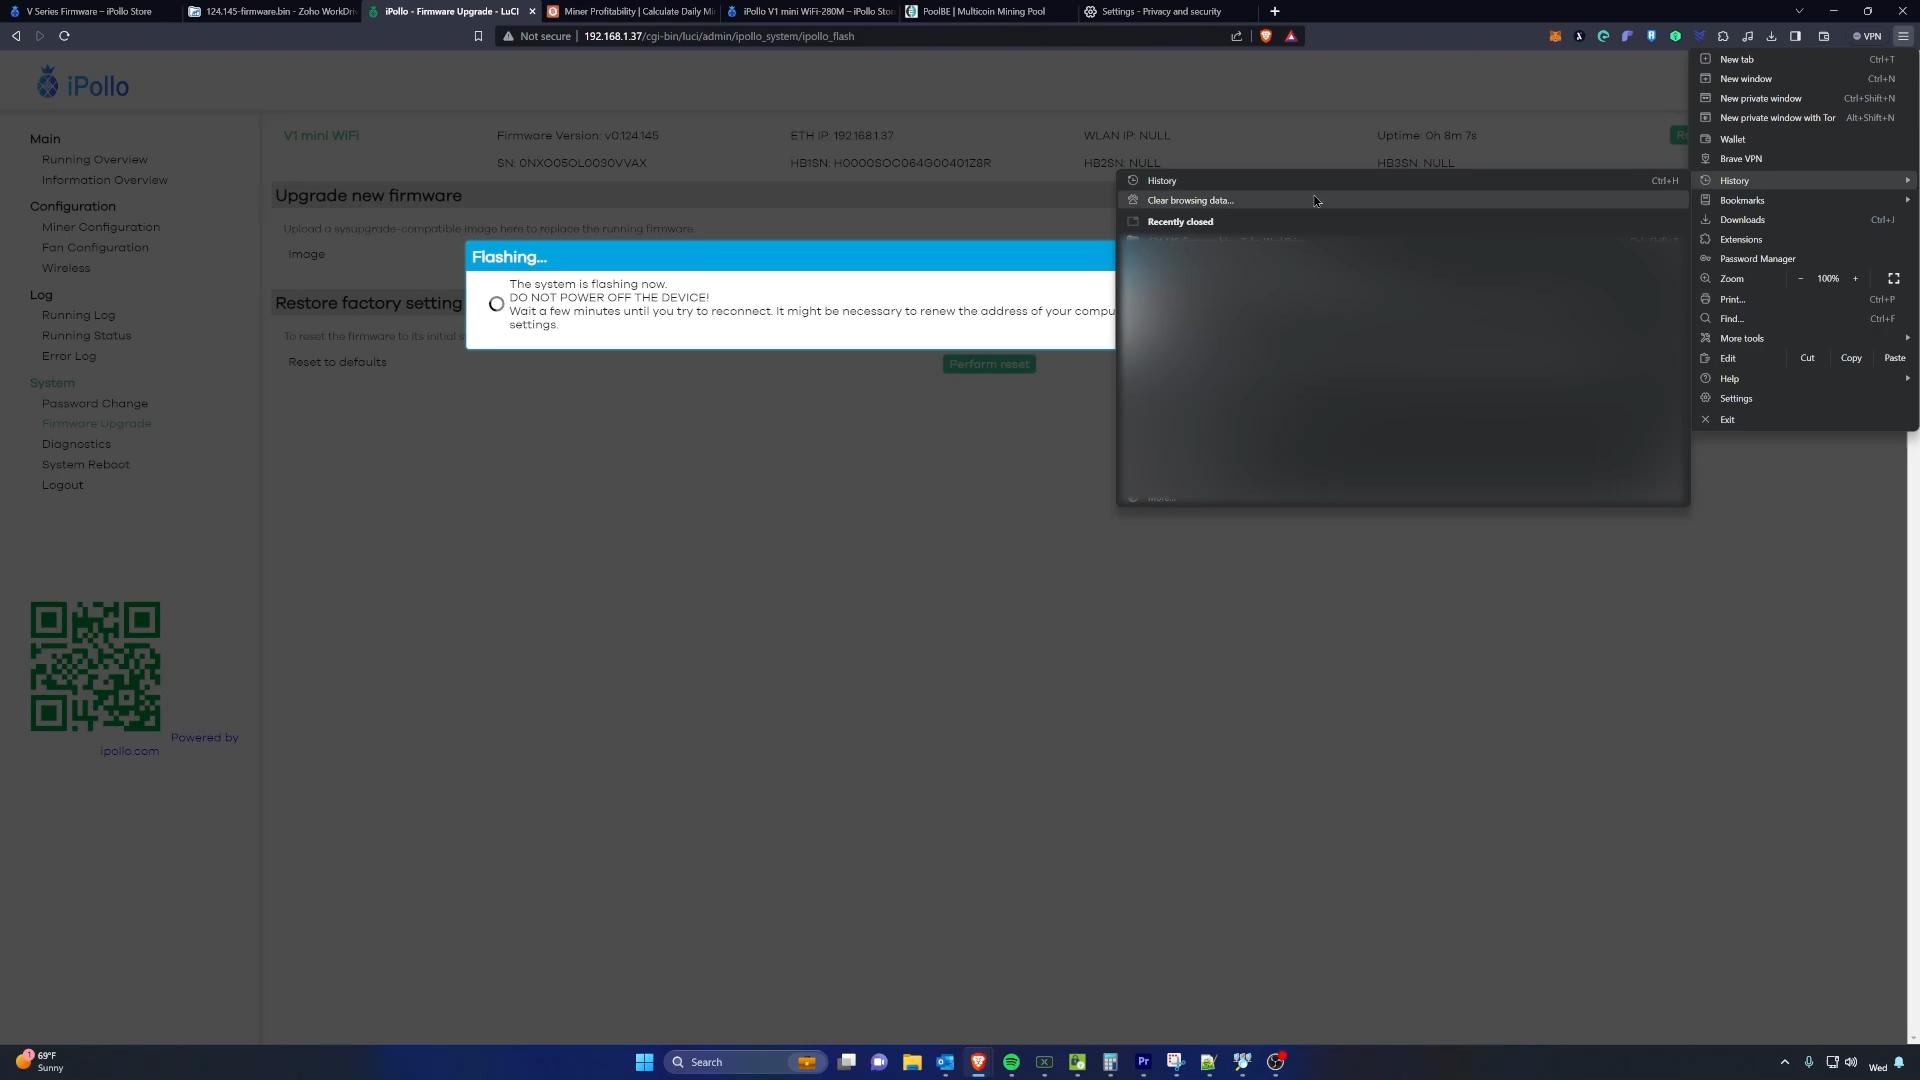 V Series Firmware – iPollo Store
124.145-firmware.bin - Zoho WorkDriv
iPollo - Firmware Upgrade - LuCI
Miner Profitability | Calculate Daily Mi
iPollo V1 mini WiFi-280M – iPollo Stor
PoolBE | Multicoin Mining Pool
Settings - Privacy and security
Not secure
192.168.1.37/cgi-bin/luci/admin/ipollo_system/ipollo_flash
VPN
iPollo
Main
Running Overview
Information Overview
Configuration
Miner Configuration
Fan Configuration
Wireless
Log
Running Log
Running Status
Error Log
System
Password Change
Firmware Upgrade
Diagnostics
System Reboot
Logout
Powered by
ipollo.com
V1 mini WiFi
Firmware Version: v0.124.145
ETH IP: 192.168.1.37
WLAN IP: NULL
Uptime: 0h 8m 7s
SN: 0NXO05OL0030VVAX
HB1SN: H0000SOC064G00401Z8R
HB2SN: NULL
HB3SN: NULL
Upgrade new firmware
Upload a sysupgrade-compatible image here to replace the running firmware.
Image
Flashing...
The system is flashing now.
DO NOT POWER OFF THE DEVICE!
Wait a few minutes until you try to reconnect. It might be necessary to renew the address of your compu
settings.
Restore factory setting
To reset the firmware to its initial s
Reset to defaults
Perform reset
History Ctrl+H
Clear browsing data...
Recently closed
More...
New tab Ctrl+T
New window Ctrl+N
New private window Ctrl+Shift+N
New private window with Tor Alt+Shift+N
Wallet
Brave VPN
History
Bookmarks
Downloads Ctrl+J
Extensions
Password Manager
Zoom − 100% +
Print... Ctrl+P
Find... Ctrl+F
More tools
Edit Cut Copy Paste
Help
Settings
Exit
1
69°F
Sunny
Search
Wed